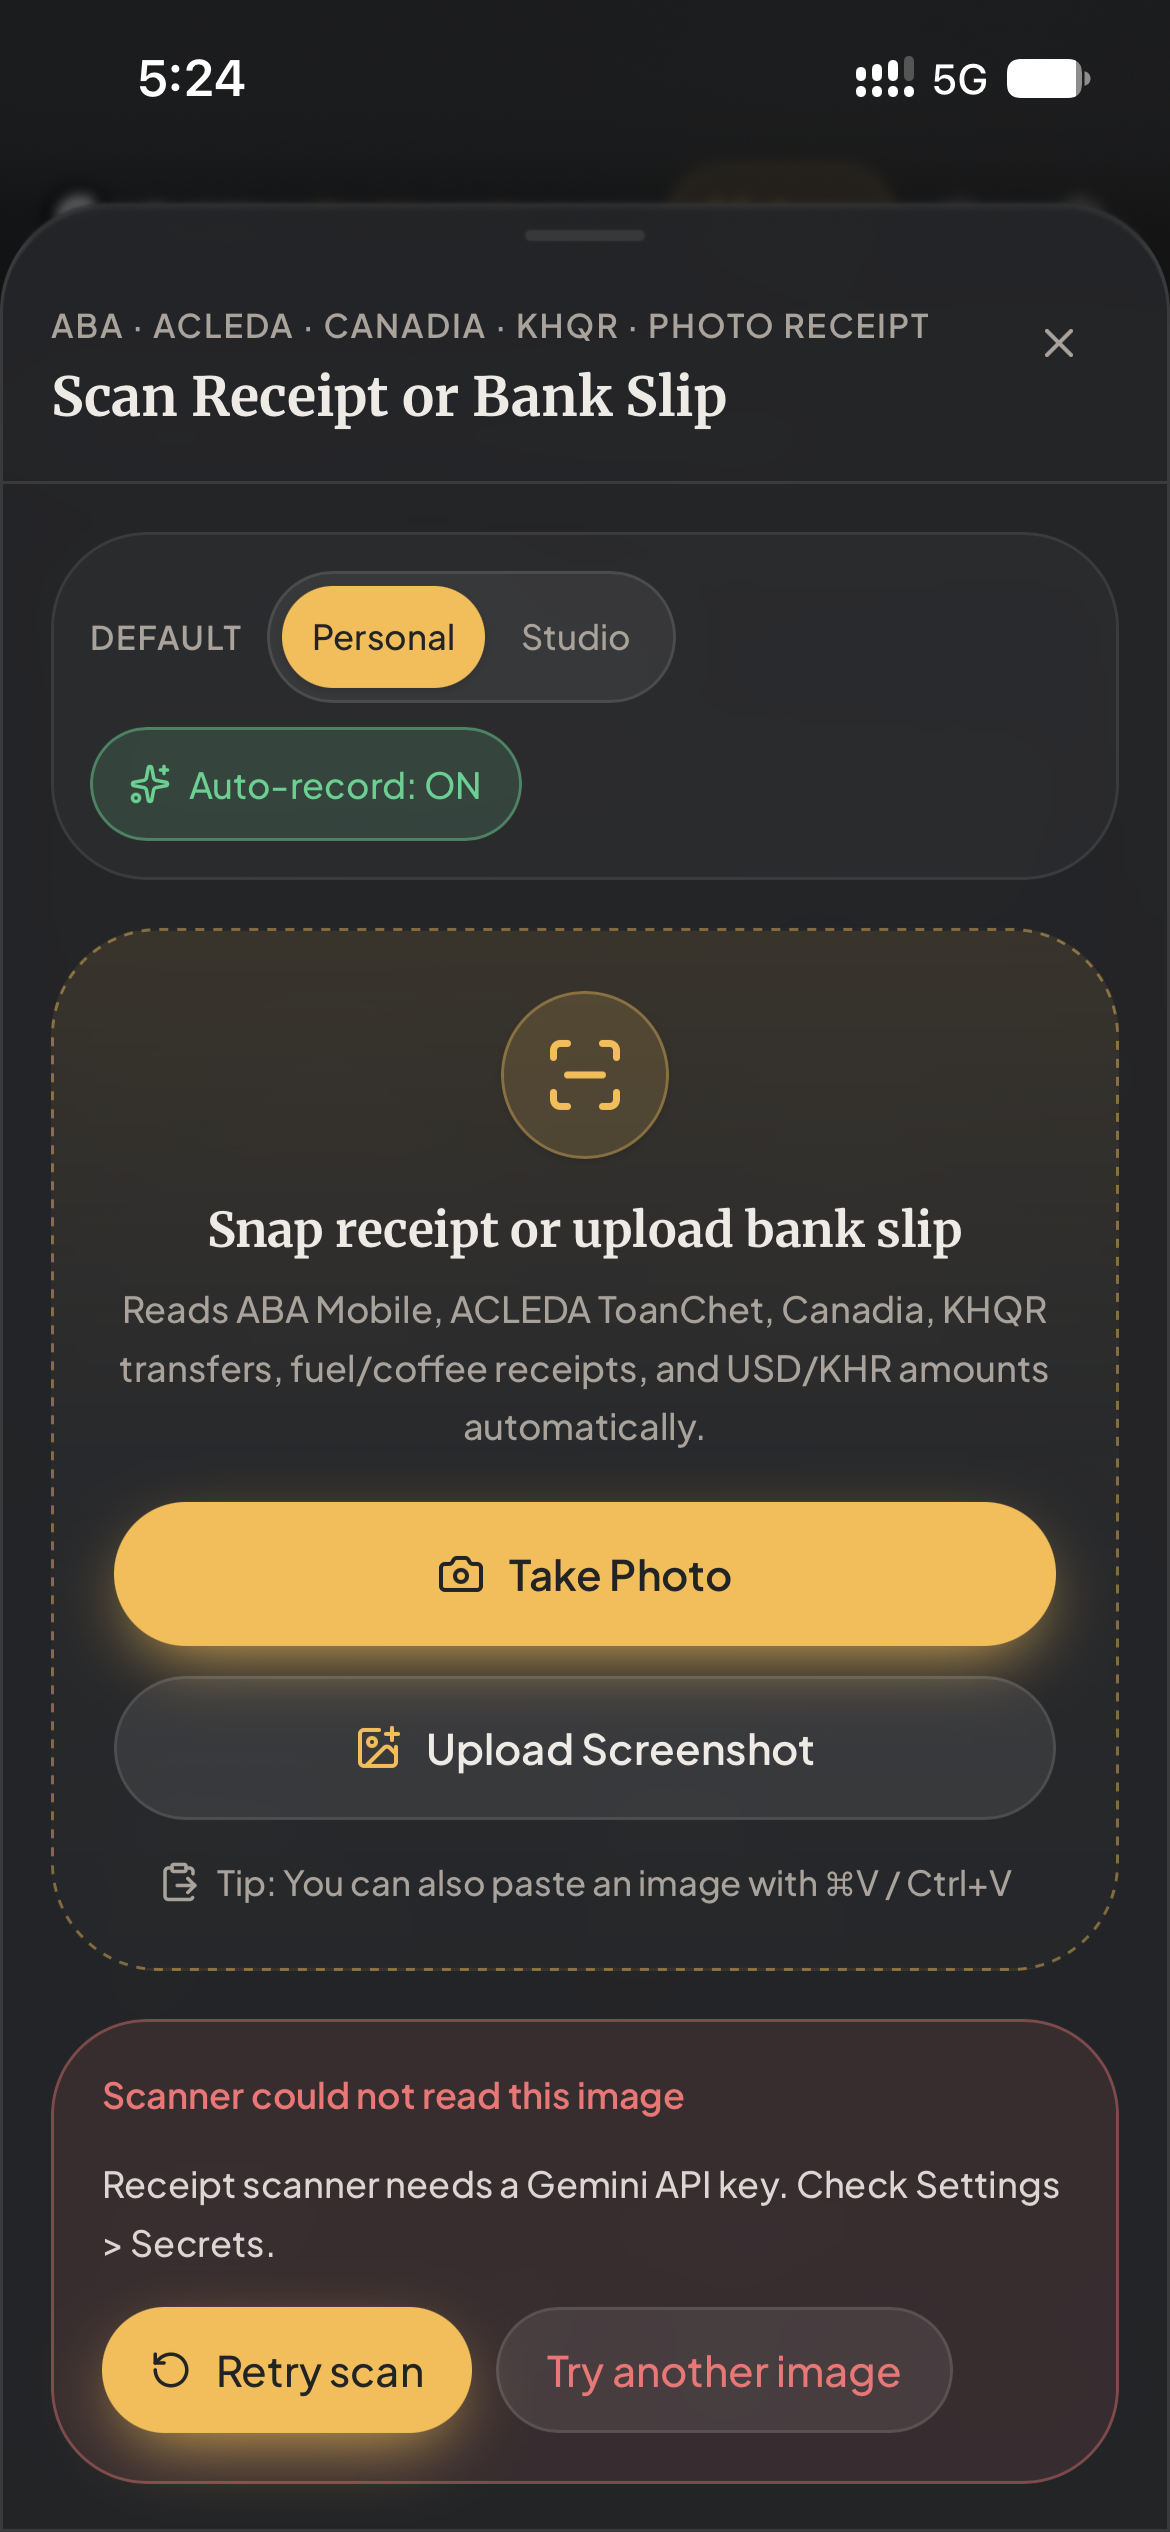 5:24
5G
ABA · ACLEDA · CANADIA · KHQR · PHOTO RECEIPT
Scan Receipt or Bank Slip
DEFAULT
Personal
Studio
Auto-record: ON
Snap receipt or upload bank slip
Reads ABA Mobile, ACLEDA ToanChet, Canadia, KHQR
transfers, fuel/coffee receipts, and USD/KHR amounts
automatically.
Take Photo
Upload Screenshot
Tip: You can also paste an image with ⌘V / Ctrl+V
Scanner could not read this image
Receipt scanner needs a Gemini API key. Check Settings
> Secrets.
Retry scan
Try another image